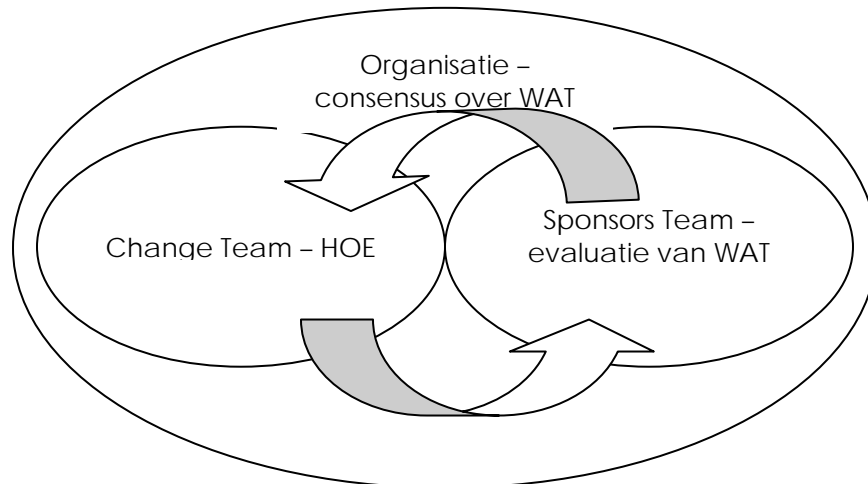 Organisatie –
consensus over WAT
Change Team – HOE
Sponsors Team –
evaluatie van WAT